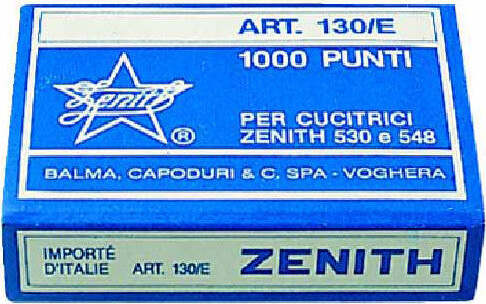 ART. 130/E
1000 PUNTI
Zenith
®
PER CUCITRICI
ZENITH 530 e 548
BALMA, CAPODURI & C. SPA - VOGHERA
IMPORTÉ
D'ITALIE ART. 130/E ZENITH